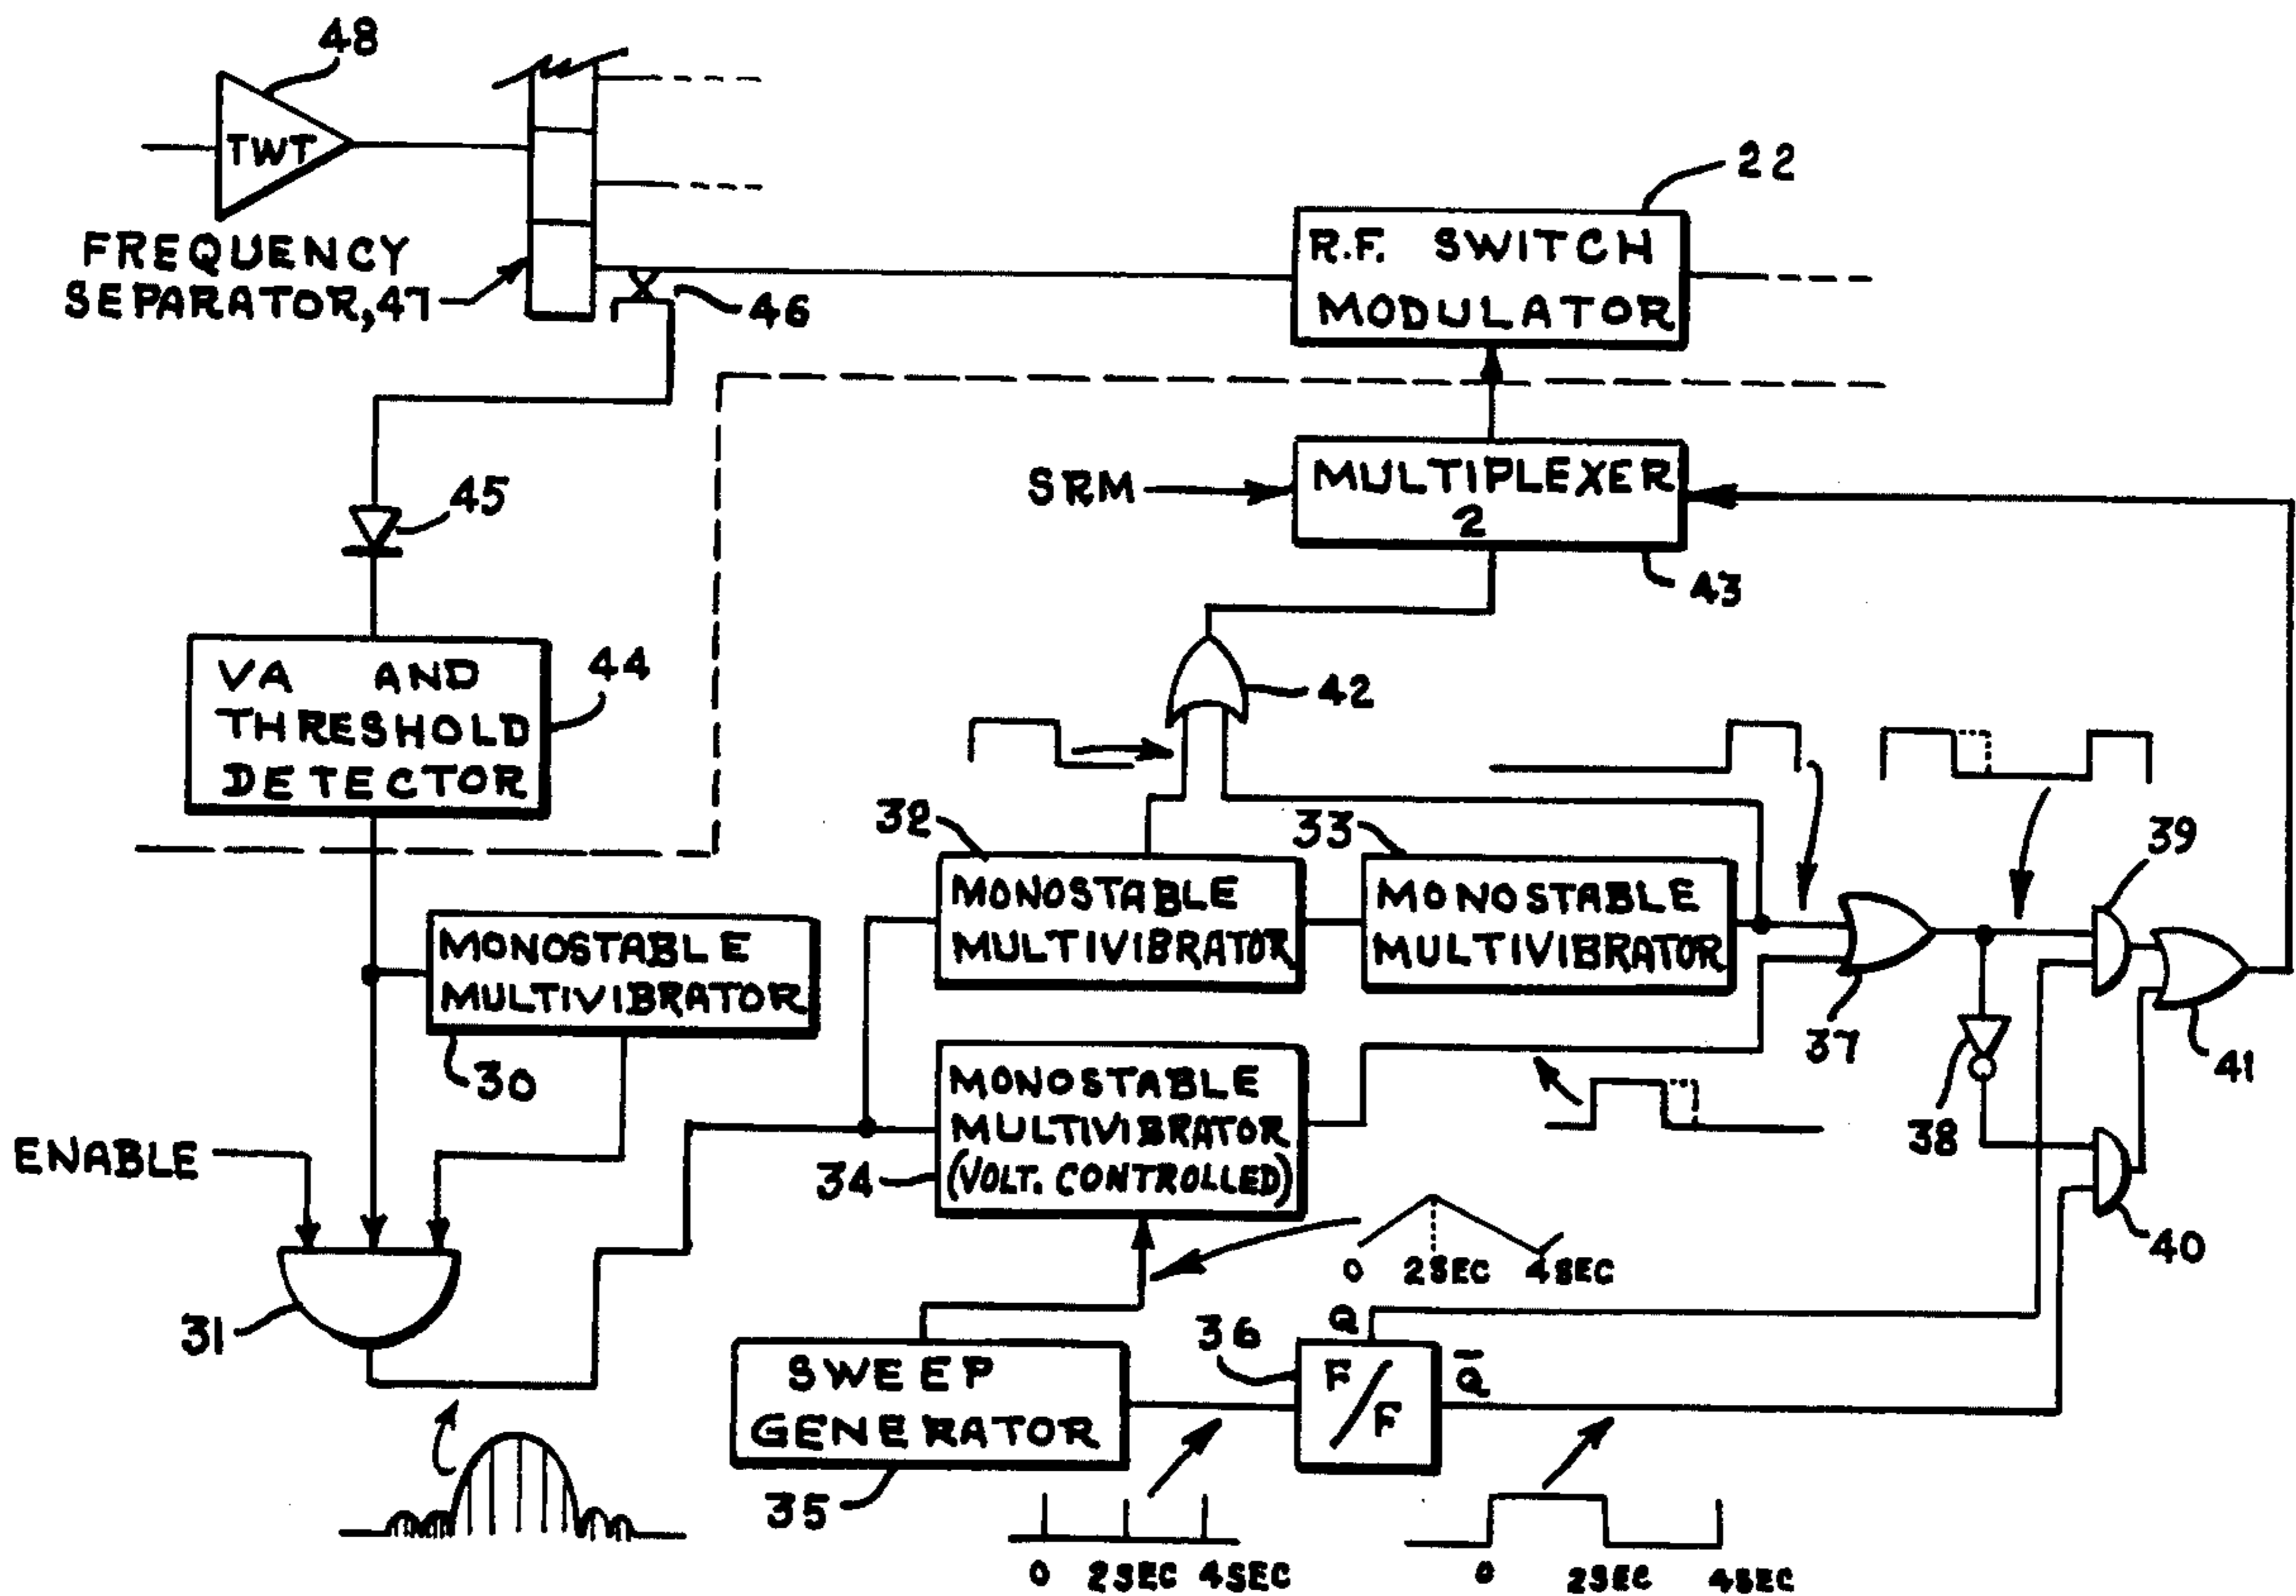 48
TWT
FREQUENCY
SEPARATOR, 47
46
22
R.F. SWITCH
MODULATOR
45
SRM
MULTIPLEXER
2
43
VA AND
THRESHOLD
DETECTOR
44
42
32
MONOSTABLE
MULTIVIBRATOR
33
MONOSTABLE
MULTIVIBRATOR
39
MONOSTABLE
MULTIVIBRATOR
30
37
41
38
40
ENABLE
31
34
MONOSTABLE
MULTIVIBRATOR
(VOLT. CONTROLLED)
0 2SEC 4SEC
SWEEP
GENERATOR
35
36
Q
F/F
Q̅
0 2SEC 4SEC
0 2SEC 4SEC